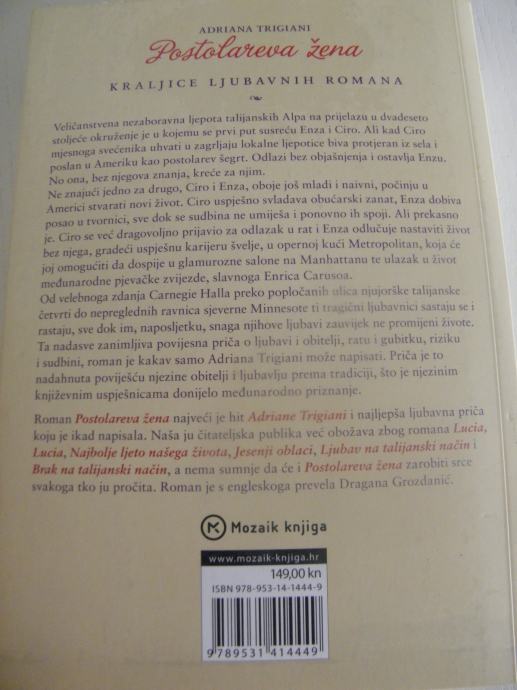 ADRIANA TRIGIANI
Postolareva žena
KRALJICE LJUBAVNIH ROMANA
Veličanstvena nezaboravna ljepota talijanskih Alpa na prijelazu u dvadeseto
stoljeće okruženje je u kojemu se prvi put susreću Enza i Ciro. Ali kad Ciro
mjesnoga svećenika uhvati u zagrljaju lokalne ljepotice biva protjeran iz sela i
poslan u Ameriku kao postolarev šegrt. Odlazi bez objašnjenja i ostavlja Enzu.
No ona, bez njegova znanja, kreće za njim.
Ne znajući jedno za drugo, Ciro i Enza, oboje još mladi i naivni, počinju u
Americi stvarati novi život. Ciro uspješno svladava obućarski zanat, Enza dobiva
posao u tvornici, sve dok se sudbina ne umiješa i ponovno ih spoji. Ali prekasno
je. Ciro se već dragovoljno prijavio za odlazak u rat i Enza odlučuje nastaviti život
bez njega, gradeći uspješnu karijeru švelje, u opernoj kući Metropolitan, koja će
joj omogućiti da dospije u glamurozne salone na Manhattanu te ulazak u život
međunarodne pjevačke zvijezde, slavnoga Enrica Carusoa.
Od velebnoga zdanja Carnegie Halla preko popločanih ulica njujorške talijanske
četvrti do nepreglednih ravnica sjeverne Minnesote ti tragični ljubavnici sastaju se i
rastaju, sve dok im, naposljetku, snaga njihove ljubavi zauvijek ne promijeni živote.
Ta nadasve zanimljiva povijesna priča o ljubavi i obitelji, ratu i gubitku, riziku
i sudbini, roman je kakav samo Adriana Trigiani može napisati. Priča je to
nadahnuta poviješću njezine obitelji i ljubavlju prema tradiciji, što je njezinim
književnim uspješnicama donijelo međunarodno priznanje.
Roman Postolareva žena najveći je hit Adriane Trigiani i najljepša ljubavna priča
koju je ikad napisala. Naša ju čitateljska publika već obožava zbog romana Lucia,
Lucia, Najbolje ljeto našega života, Jesenji oblaci, Ljubav na talijanski način i
Brak na talijanski način, a nema sumnje da će i Postolareva žena zarobiti srce
svakoga tko ju pročita. Roman je s engleskoga prevela Dragana Grozdanić.
Mozaik knjiga
www.mozaik-knjiga.hr
149,00 kn
ISBN 978-953-14-1444-9
9 789531 414449